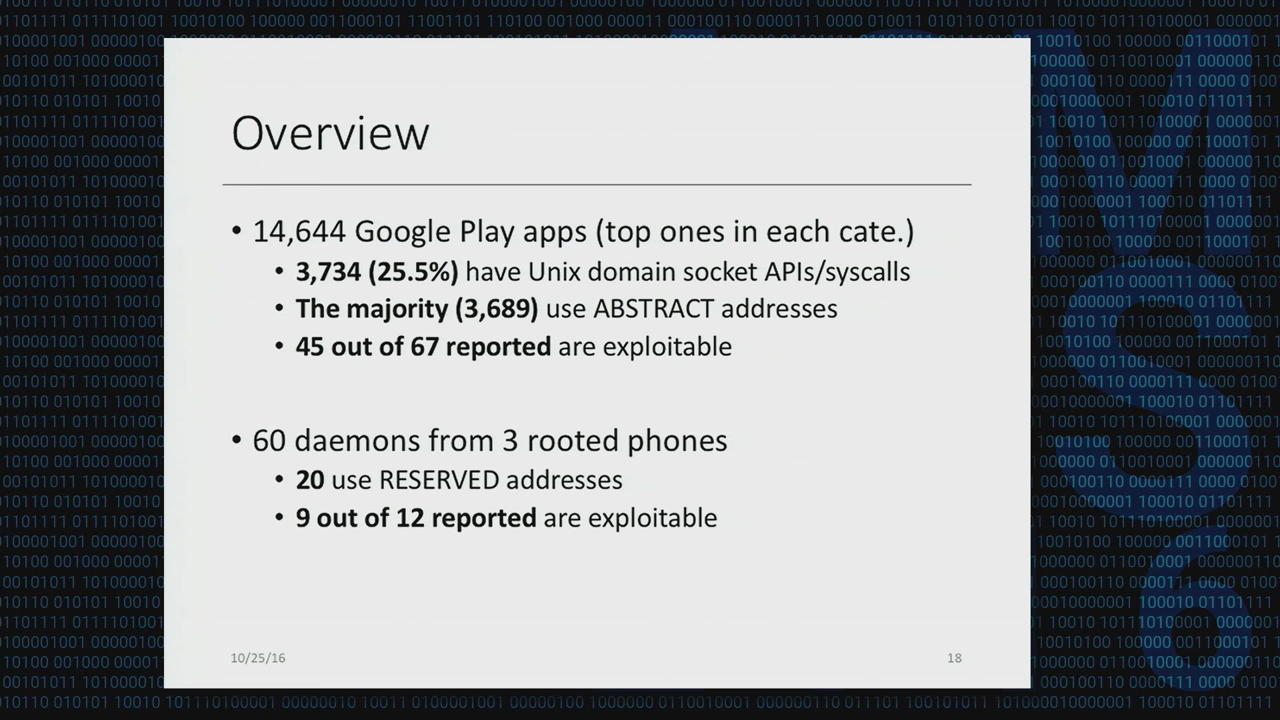 Overview
• 14,644 Google Play apps (top ones in each cate.)
• 3,734 (25.5%) have Unix domain socket APIs/syscalls
• The majority (3,689) use ABSTRACT addresses
• 45 out of 67 reported are exploitable
• 60 daemons from 3 rooted phones
• 20 use RESERVED addresses
• 9 out of 12 reported are exploitable
10/25/16
18